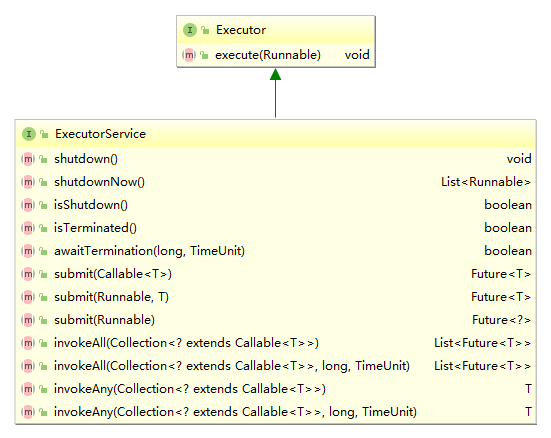 I Executor
m execute(Runnable) void
I ExecutorService
m shutdown() void
m shutdownNow() List<Runnable>
m isShutdown() boolean
m isTerminated() boolean
m awaitTermination(long, TimeUnit) boolean
m submit(Callable<T>) Future<T>
m submit(Runnable, T) Future<T>
m submit(Runnable) Future<?>
m invokeAll(Collection<? extends Callable<T>>) List<Future<T>>
m invokeAll(Collection<? extends Callable<T>>, long, TimeUnit) List<Future<T>>
m invokeAny(Collection<? extends Callable<T>>) T
m invokeAny(Collection<? extends Callable<T>>, long, TimeUnit) T